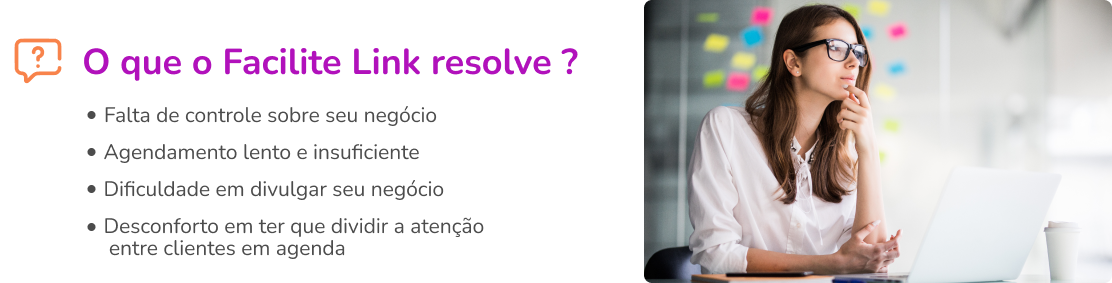 O que o Facilite Link resolve ?
• Falta de controle sobre seu negócio
• Agendamento lento e insuficiente
• Dificuldade em divulgar seu negócio
• Desconforto em ter que dividir a atenção
entre clientes em agenda